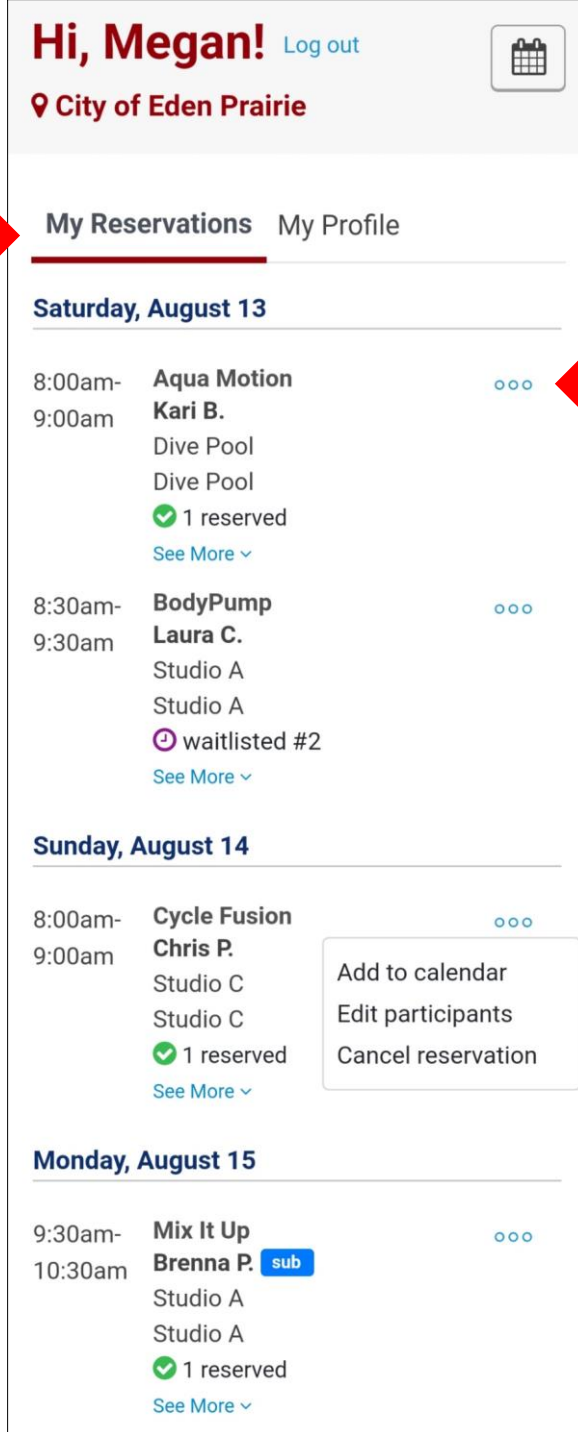 Hi, Megan! Log out
City of Eden Prairie
My Reservations My Profile
Saturday, August 13
8:00am- Aqua Motion
9:00am Kari B.
Dive Pool
Dive Pool
1 reserved
See More
8:30am- BodyPump
9:30am Laura C.
Studio A
Studio A
waitlisted #2
See More
Sunday, August 14
8:00am- Cycle Fusion
9:00am Chris P.
Studio C
Studio C
1 reserved
See More
Add to calendar
Edit participants
Cancel reservation
Monday, August 15
9:30am- Mix It Up
10:30am Brenna P. sub
Studio A
Studio A
1 reserved
See More